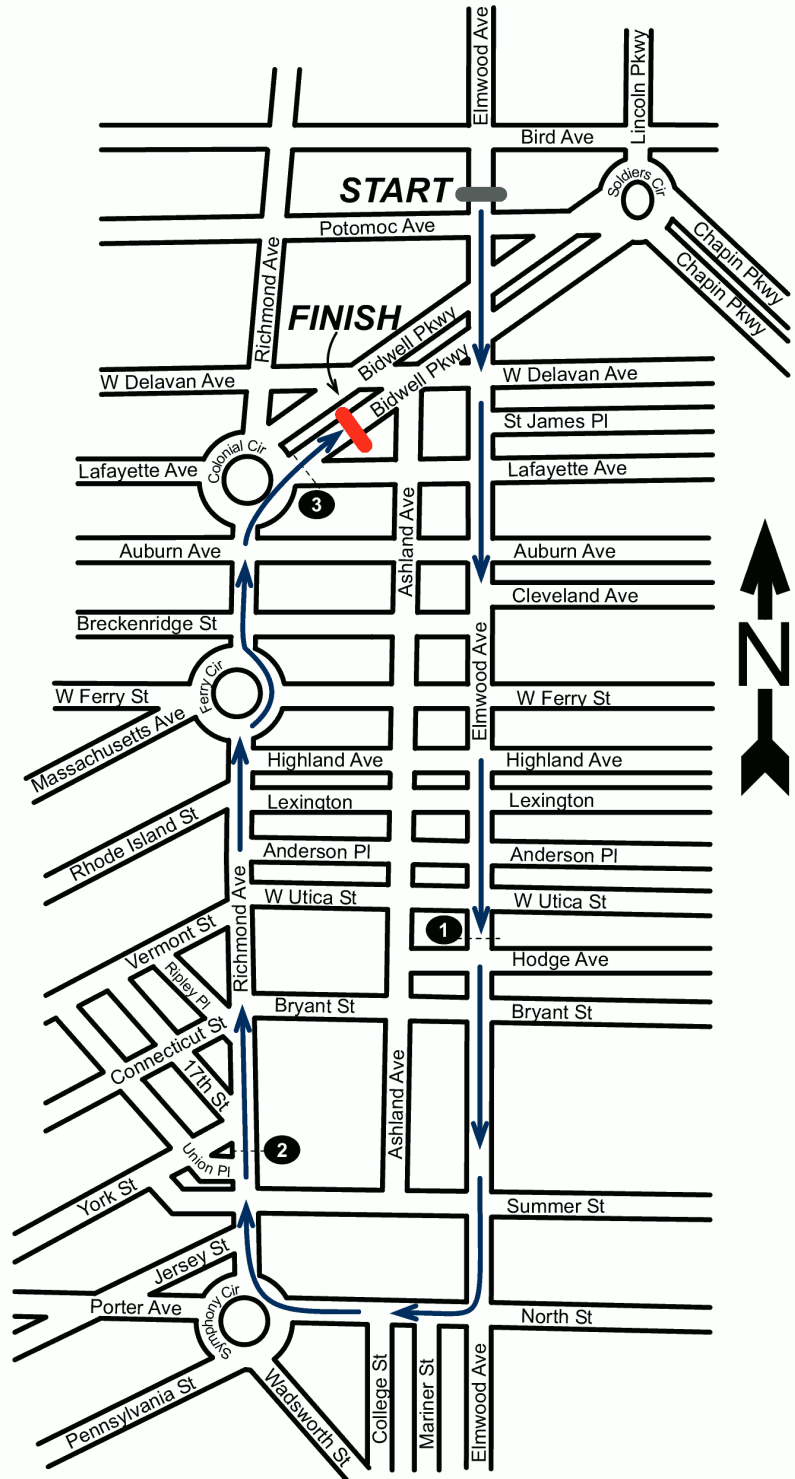 Elmwood Ave
Lincoln Pkwy
Bird Ave
Soldiers Cir
START
Potomoc Ave
Chapin Pkwy
Chapin Pkwy
Richmond Ave
FINISH
Bidwell Pkwy
Bidwell Pkwy
W Delavan Ave
W Delavan Ave
St James Pl
Colonial Cir
Lafayette Ave
Lafayette Ave
3
Ashland Ave
Auburn Ave
Auburn Ave
Cleveland Ave
Breckenridge St
Elmwood Ave
N
Ferry Cir
W Ferry St
W Ferry St
Massachusetts Ave
Highland Ave
Highland Ave
Lexington
Lexington
Rhode Island St
Anderson Pl
Anderson Pl
Richmond Ave
W Utica St
W Utica St
1
Vermont St
Hodge Ave
Ripley Pl
Bryant St
Bryant St
Connecticut St
17th St
Ashland Ave
2
Union Pl
York St
Summer St
Jersey St
Symphony Cir
Porter Ave
North St
College St
Mariner St
Elmwood Ave
Pennsylvania St
Wadsworth St